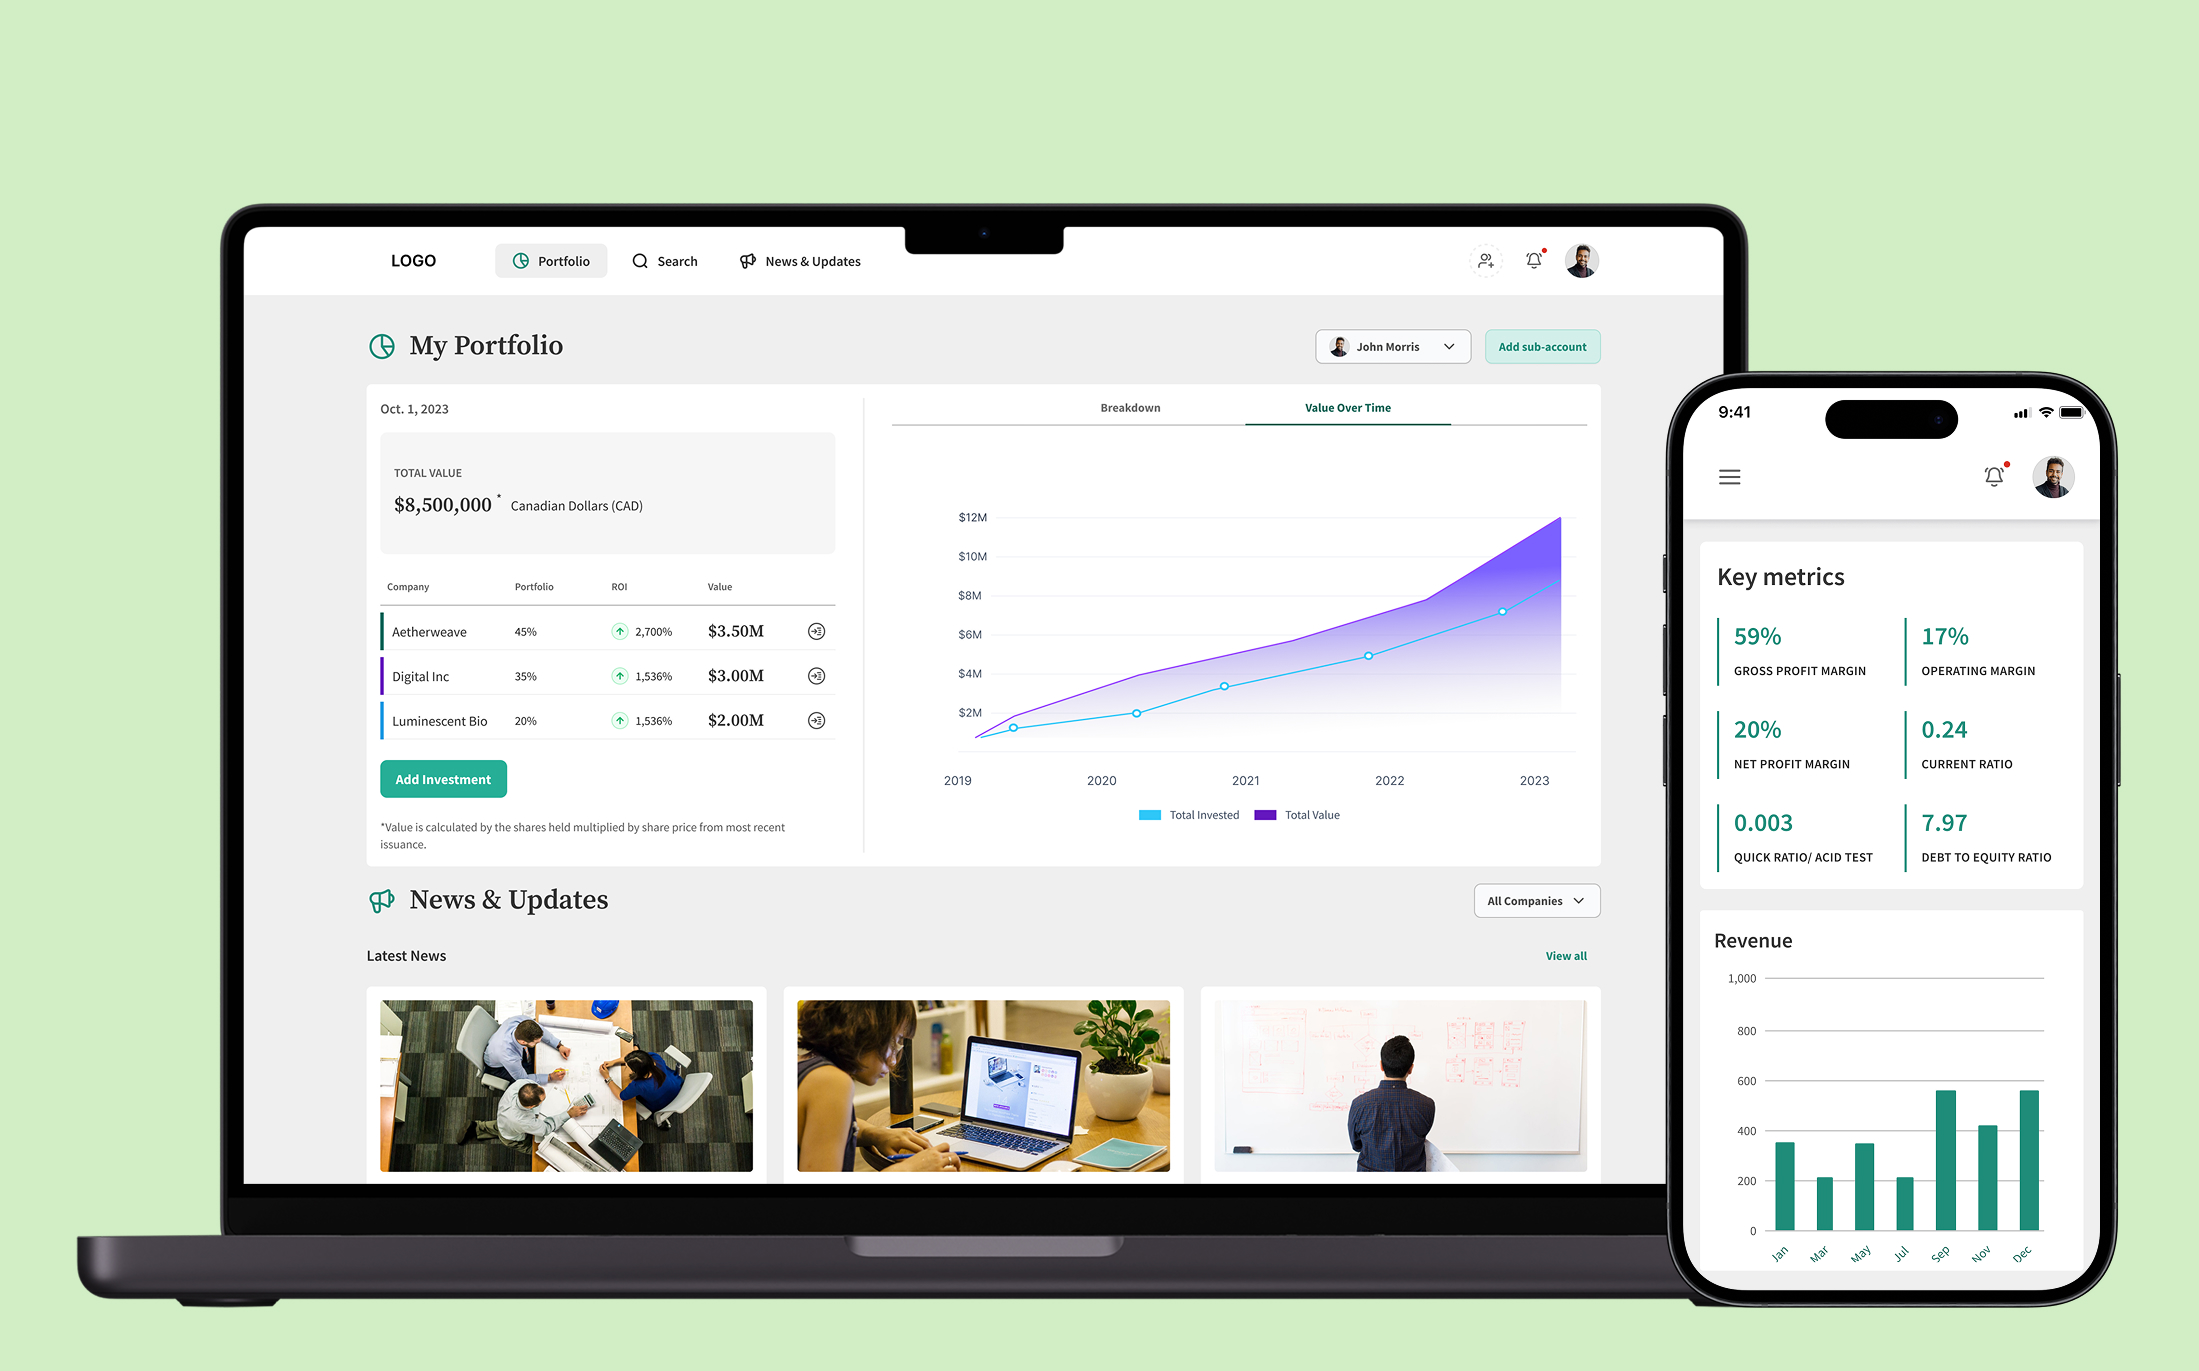 LOGO
Portfolio
Search
News & Updates
My Portfolio
John Morris
Add sub-account
Oct. 1, 2023
TOTAL VALUE
$8,500,000 * Canadian Dollars (CAD)
Company Portfolio ROI Value
Aetherweave 45% 2,700% $3.50M
Digital Inc 35% 1,536% $3.00M
Luminescent Bio 20% 1,536% $2.00M
Add Investment
*Value is calculated by the shares held multiplied by share price from most recent
issuance.
Breakdown
Value Over Time
$12M
$10M
$8M
$6M
$4M
$2M
2019 2020 2021 2022 2023
Total Invested Total Value
News & Updates
All Companies
Latest News
View all
9:41
Key metrics
59%
GROSS PROFIT MARGIN
17%
OPERATING MARGIN
20%
NET PROFIT MARGIN
0.24
CURRENT RATIO
0.003
QUICK RATIO/ ACID TEST
7.97
DEBT TO EQUITY RATIO
Revenue
1,000
800
600
400
200
0
Jan Mar May Jul Sep Nov Dec